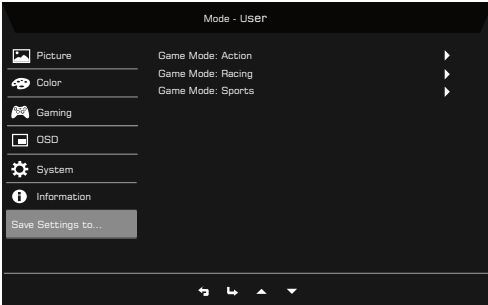 Mode - User
Picture
Game Mode: Action
Game Mode: Racing
Color
Game Mode: Sports
Gaming
OSD
System
Information
Save Settings to...